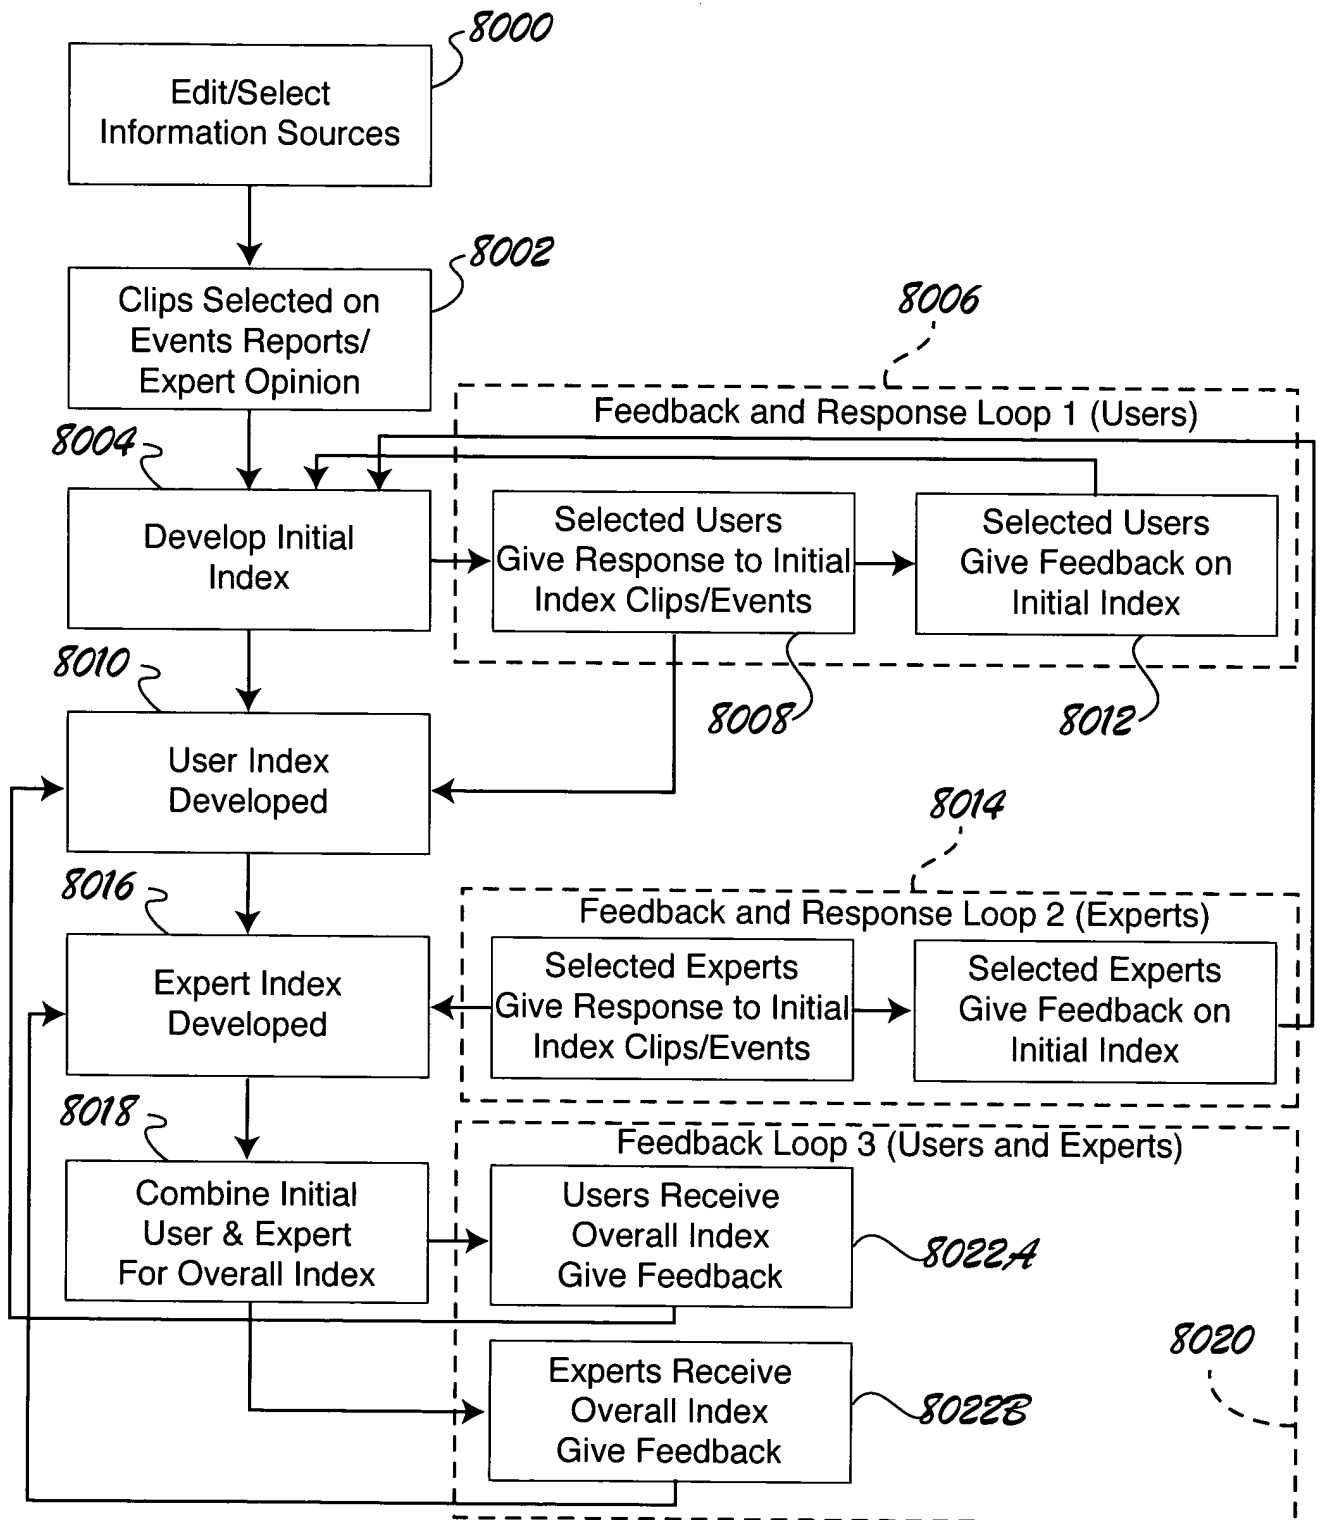 8000
Edit/Select
Information Sources
8002
Clips Selected on
Events Reports/
Expert Opinion
8006
Feedback and Response Loop 1 (Users)
8004
Develop Initial
Index
Selected Users
Give Response to Initial
Index Clips/Events
Selected Users
Give Feedback on
Initial Index
8008
8012
8010
User Index
Developed
8014
8016
Feedback and Response Loop 2 (Experts)
Expert Index
Developed
Selected Experts
Give Response to Initial
Index Clips/Events
Selected Experts
Give Feedback on
Initial Index
8018
Feedback Loop 3 (Users and Experts)
Combine Initial
User & Expert
For Overall Index
Users Receive
Overall Index
Give Feedback
8022A
8020
Experts Receive
Overall Index
Give Feedback
8022B